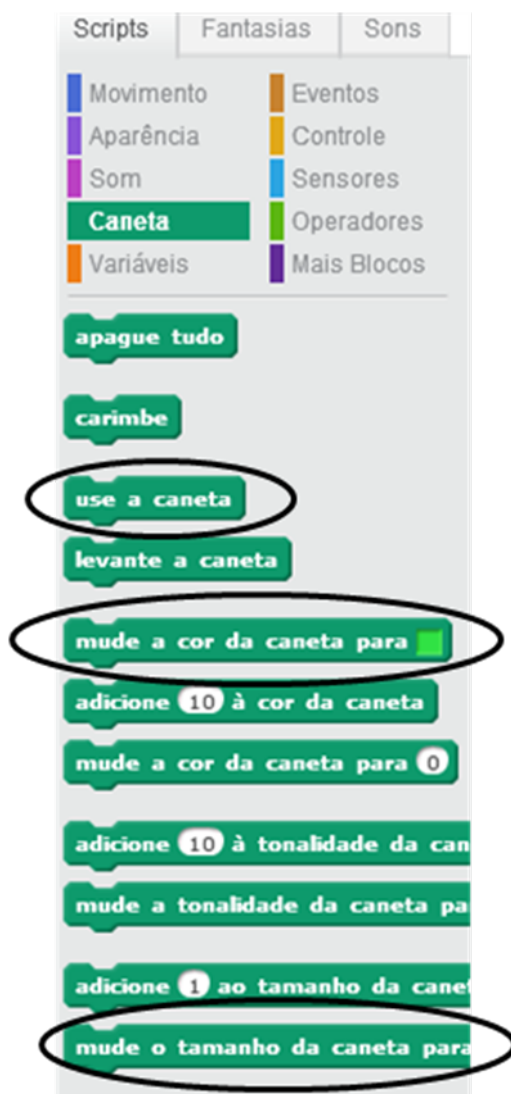 Scripts Fantasias Sons
Movimento Eventos
Aparência Controle
Som Sensores
Caneta Operadores
Variáveis Mais Blocos
apague tudo
carimbe
use a caneta
levante a caneta
mude a cor da caneta para
adicione 10 à cor da caneta
mude a cor da caneta para 0
adicione 10 à tonalidade da can
mude a tonalidade da caneta pa
adicione 1 ao tamanho da cane
mude o tamanho da caneta para